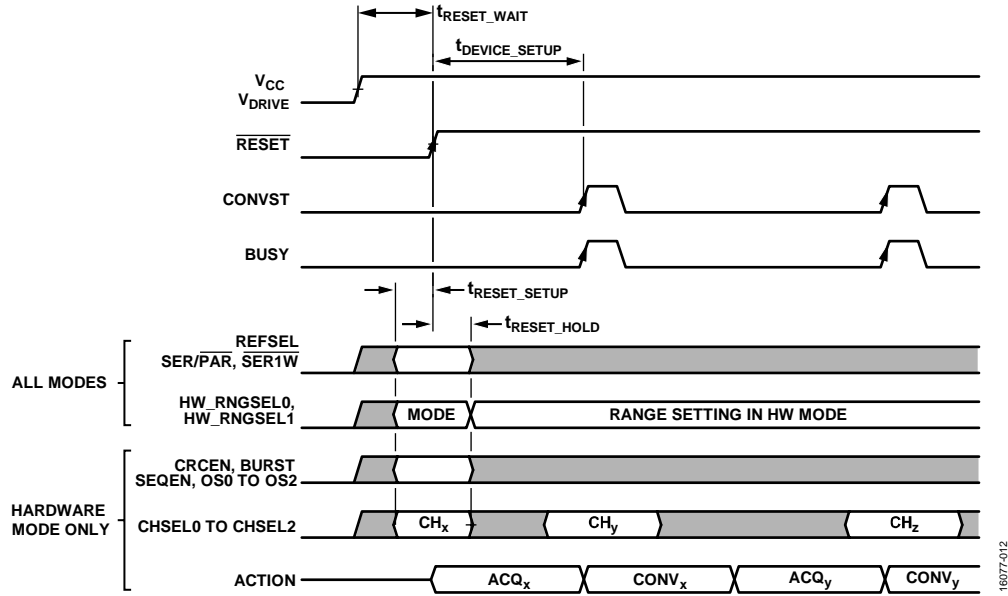 tRESET_WAIT
tDEVICE_SETUP
VCC
VDRIVE
RESET
CONVST
BUSY
tRESET_SETUP
tRESET_HOLD
ALL MODES
REFSEL
SER/PAR, SER1W
HW_RNGSEL0,
HW_RNGSEL1
MODE
RANGE SETTING IN HW MODE
HARDWARE
MODE ONLY
CRCEN, BURST
SEQEN, OS0 TO OS2
CHSEL0 TO CHSEL2
CHx
CHy
CHz
ACTION
ACQx
CONVx
ACQy
CONVy
16077-012